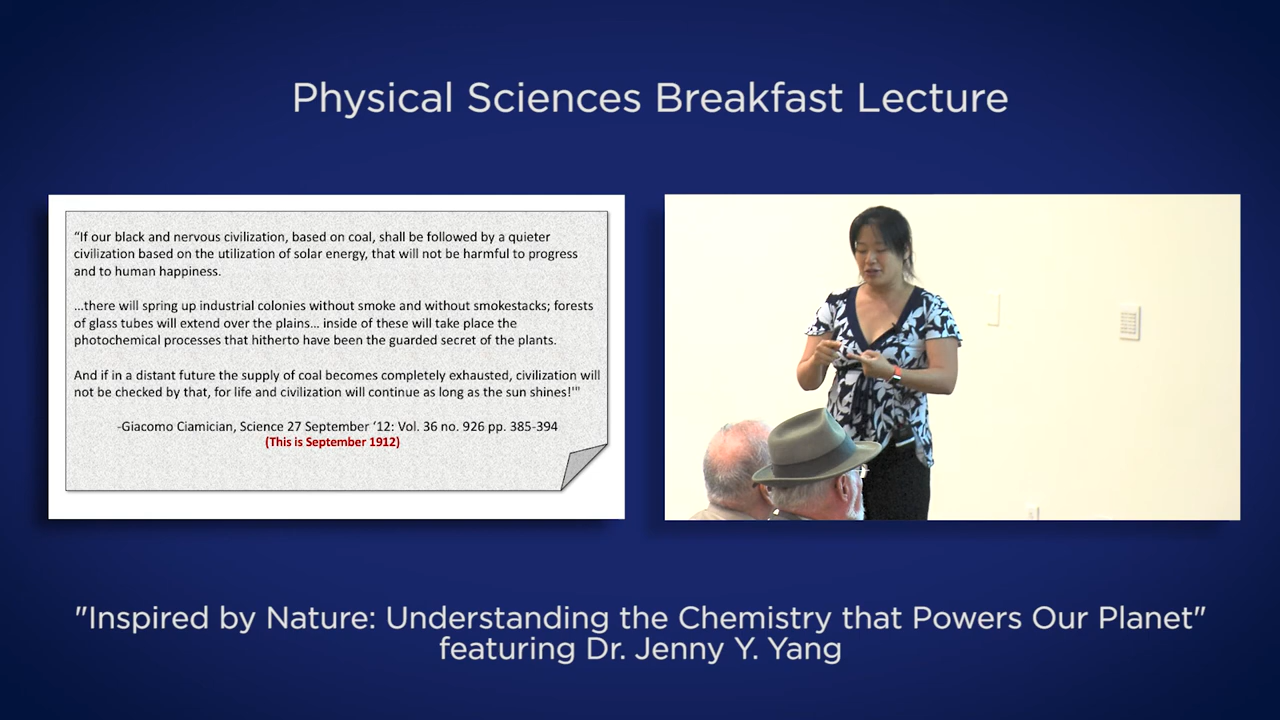 Physical Sciences Breakfast Lecture
“If our black and nervous civilization, based on coal, shall be followed by a quieter
civilization based on the utilization of solar energy, that will not be harmful to progress
and to human happiness.
…there will spring up industrial colonies without smoke and without smokestacks; forests
of glass tubes will extend over the plains… inside of these will take place the
photochemical processes that hitherto have been the guarded secret of the plants.
And if in a distant future the supply of coal becomes completely exhausted, civilization will
not be checked by that, for life and civilization will continue as long as the sun shines!'"
-Giacomo Ciamician, Science 27 September ‘12: Vol. 36 no. 926 pp. 385-394
(This is September 1912)
"Inspired by Nature: Understanding the Chemistry that Powers Our Planet"
featuring Dr. Jenny Y. Yang